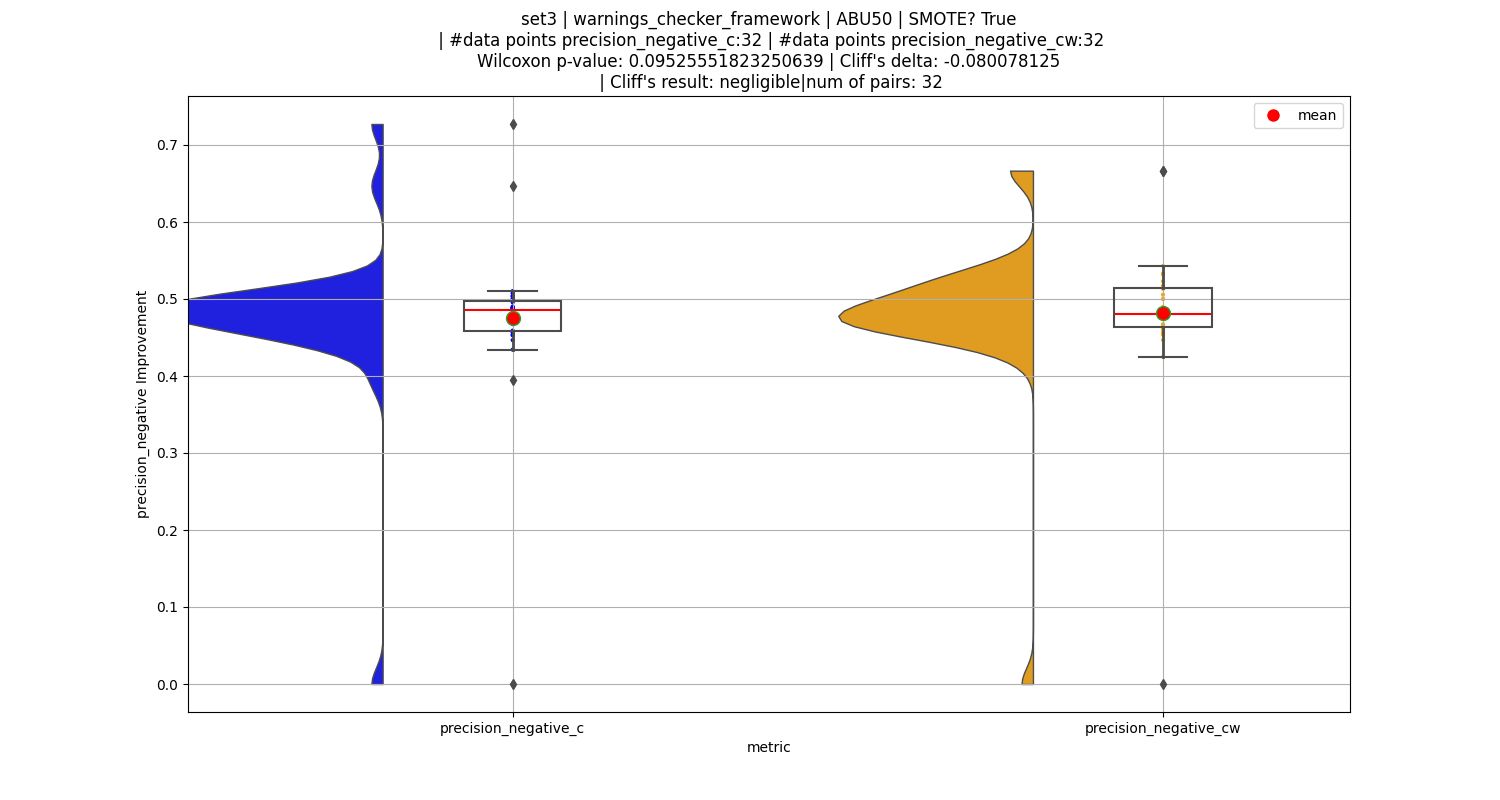 set3 | warnings_checker_framework | ABU50 | SMOTE? True
| #data points precision_negative_c:32 | #data points precision_negative_cw:32
Wilcoxon p-value: 0.09525551823250639 | Cliff's delta: -0.080078125
| Cliff's result: negligible|num of pairs: 32
mean
0.7
0.6
0.5
0.4
0.3
0.2
0.1
0.0
precision_negative Improvement
precision_negative_c
precision_negative_cw
metric